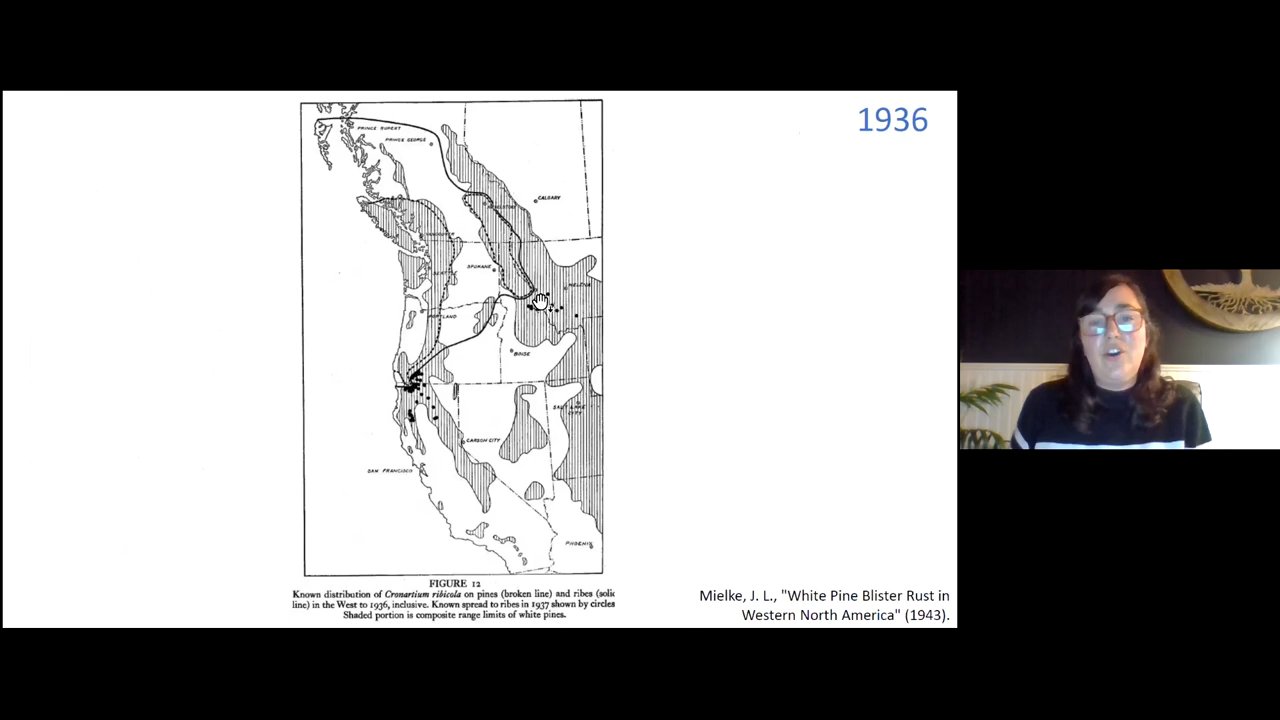 1936
PRINCE RUPERT
PRINCE GEORGE
CALGARY
SEATTLE
SPOKANE
HELENA
PORTLAND
BOISE
SALT LAKE
CITY
CARSON CITY
SAN FRANCISCO
PHOENIX
FIGURE 12
Known distribution of Cronartium ribicola on pines (broken line) and ribes (solid
line) in the West to 1936, inclusive. Known spread to ribes in 1937 shown by circles
Shaded portion is composite range limits of white pines.
Mielke, J. L., "White Pine Blister Rust in
Western North America" (1943).